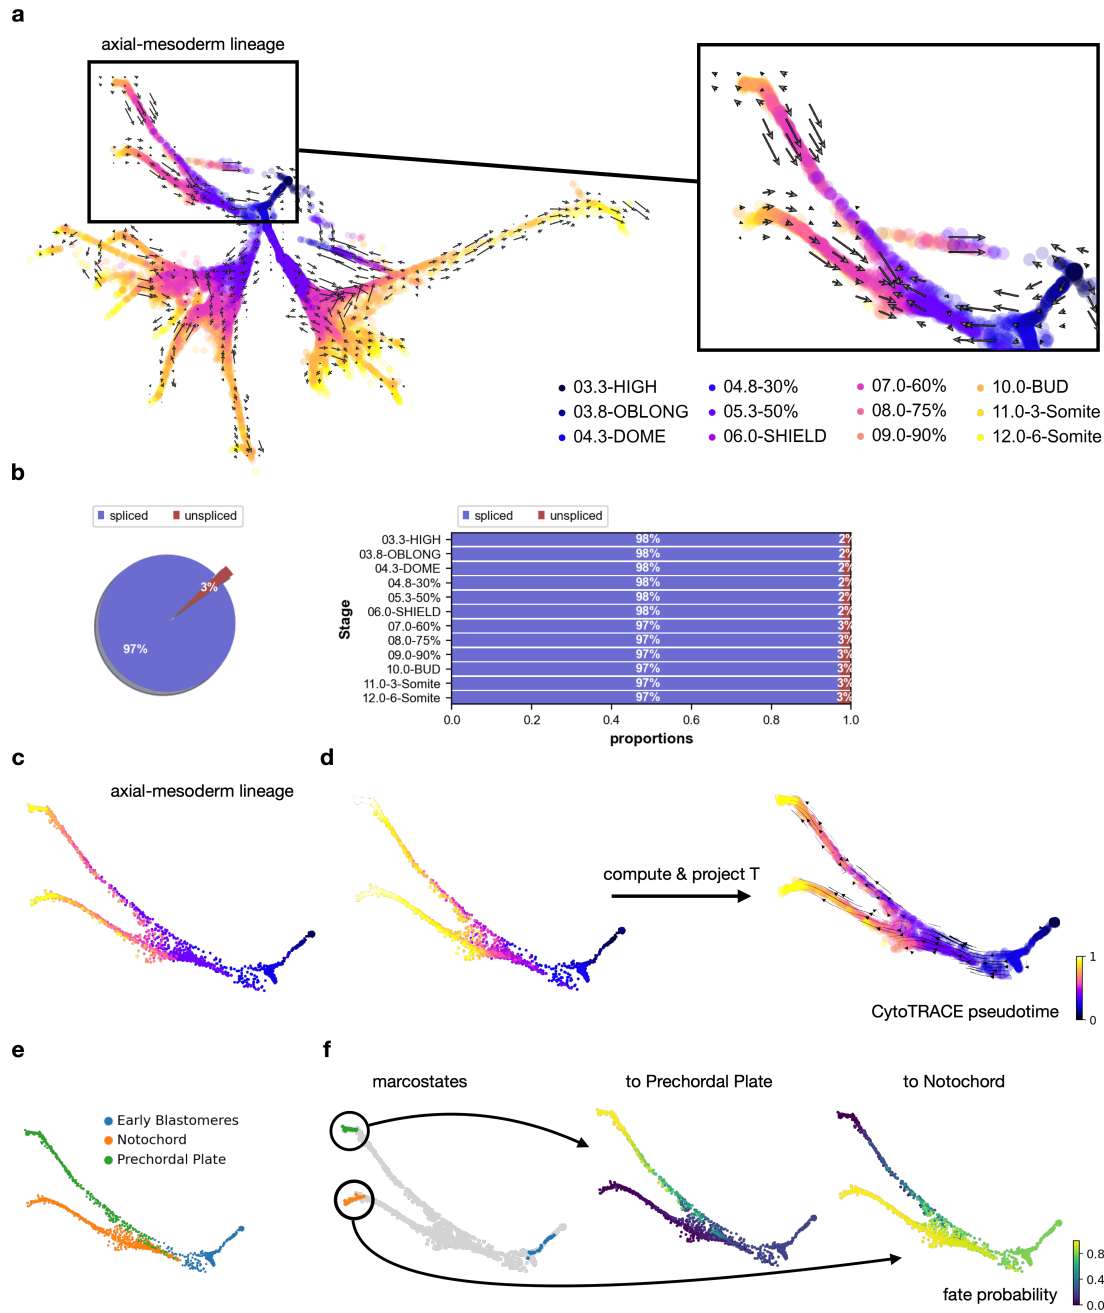 a
axial-mesoderm lineage
03.3-HIGH
03.8-OBLONG
04.3-DOME
04.8-30%
05.3-50%
06.0-SHIELD
07.0-60%
08.0-75%
09.0-90%
10.0-BUD
11.0-3-Somite
12.0-6-Somite
b
spliced unspliced
3%
97%
spliced unspliced
Stage
03.3-HIGH 98% 2%
03.8-OBLONG 98% 2%
04.3-DOME 98% 2%
04.8-30% 98% 2%
05.3-50% 98% 2%
06.0-SHIELD 98% 2%
07.0-60% 97% 3%
08.0-75% 97% 3%
09.0-90% 97% 3%
10.0-BUD 97% 3%
11.0-3-Somite 97% 3%
12.0-6-Somite 97% 3%
0.0 0.2 0.4 0.6 0.8 1.0
proportions
c
axial-mesoderm lineage
d
compute & project T
CytoTRACE pseudotime
1
0
e
Early Blastomeres
Notochord
Prechordal Plate
f
marcostates
to Prechordal Plate
to Notochord
fate probability
0.8
0.4
0.0